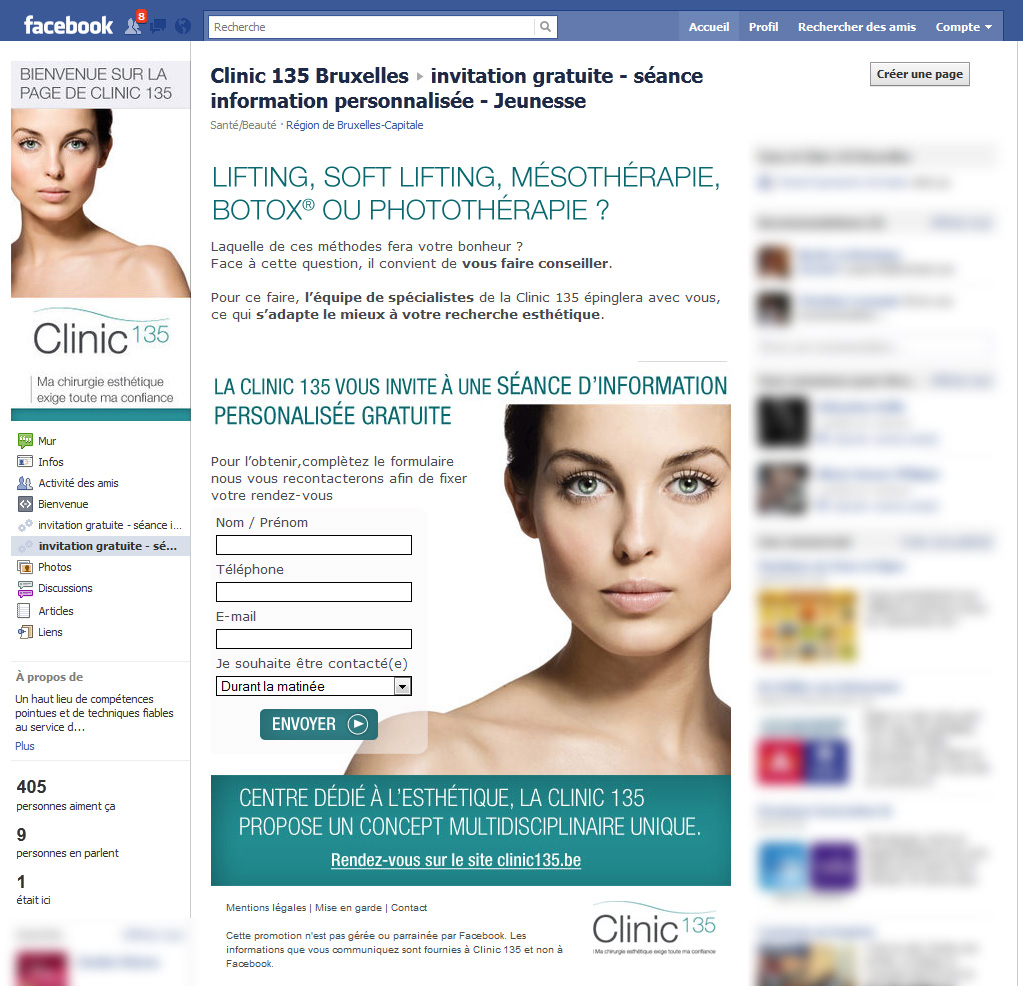 facebook
8
Recherche
Accueil
Profil
Rechercher des amis
Compte
BIENVENUE SUR LA
PAGE DE CLINIC 135
Clinic 135
Ma chirurgie esthétique
exige toute ma confiance
Mur
Infos
Activité des amis
Bienvenue
invitation gratuite - séance i...
invitation gratuite - sé...
Photos
Discussions
Articles
Liens
À propos de
Un haut lieu de compétences
pointues et de techniques fiables
au service d...
Plus
405
personnes aiment ça
9
personnes en parlent
1
était ici
Clinic 135 Bruxelles ▸ invitation gratuite - séance
information personnalisée - Jeunesse
Santé/Beauté · Région de Bruxelles-Capitale
Créer une page
LIFTING, SOFT LIFTING, MÉSOTHÉRAPIE,
BOTOX® OU PHOTOTHÉRAPIE ?
Laquelle de ces méthodes fera votre bonheur ?
Face à cette question, il convient de vous faire conseiller.
Pour ce faire, l'équipe de spécialistes de la Clinic 135 épinglera avec vous,
ce qui s'adapte le mieux à votre recherche esthétique.
LA CLINIC 135 VOUS INVITE À UNE SÉANCE D'INFORMATION
PERSONALISÉE GRATUITE
Pour l'obtenir,complètez le formulaire
nous vous recontacterons afin de fixer
votre rendez-vous
Nom / Prénom
Téléphone
E-mail
Je souhaite être contacté(e)
Durant la matinée
ENVOYER
CENTRE DÉDIÉ À L'ESTHÉTIQUE, LA CLINIC 135
PROPOSE UN CONCEPT MULTIDISCIPLINAIRE UNIQUE.
Rendez-vous sur le site clinic135.be
Mentions légales | Mise en garde | Contact
Cette promotion n'est pas gérée ou parrainée par Facebook. Les
informations que vous communiquez sont fournies à Clinic 135 et non à
Facebook.
Clinic 135
Ma chirurgie esthétique exige toute ma confiance